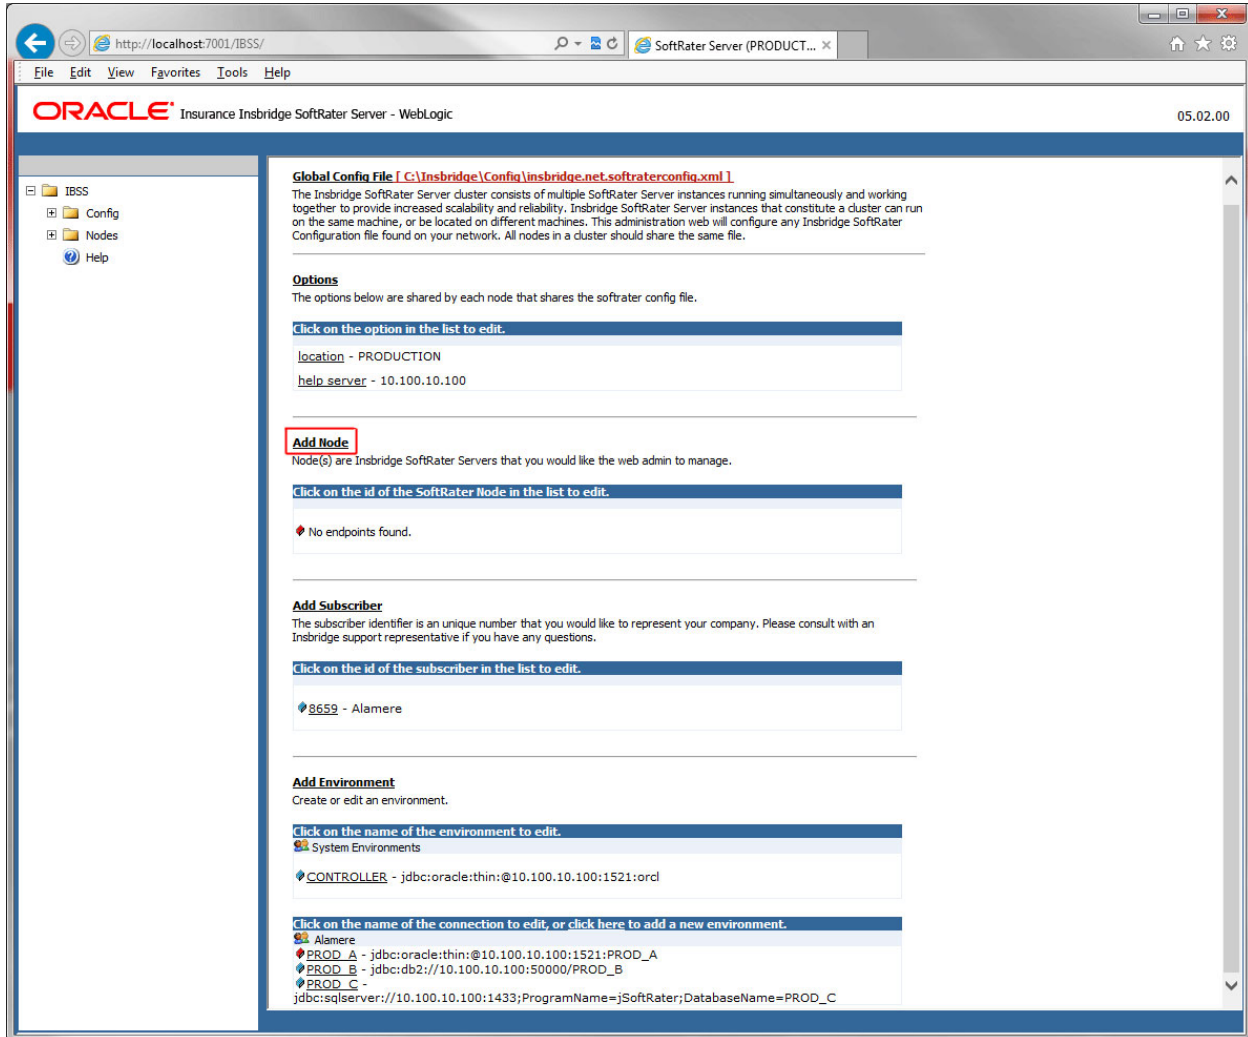 http://localhost:7001/IBSS/
SoftRater Server (PRODUCT... ×
File Edit View Favorites Tools Help
ORACLE Insurance Insbridge SoftRater Server - WebLogic
05.02.00
IBSS
Config
Nodes
Help
Global Config File [ C:\Insbridge\Config\insbridge.net.softraterconfig.xml ]
The Insbridge SoftRater Server cluster consists of multiple SoftRater Server instances running simultaneously and working
together to provide increased scalability and reliability. Insbridge SoftRater Server instances that constitute a cluster can run
on the same machine, or be located on different machines. This administration web will configure any Insbridge SoftRater
Configuration file found on your network. All nodes in a cluster should share the same file.
Options
The options below are shared by each node that shares the softrater config file.
Click on the option in the list to edit.
location - PRODUCTION
help server - 10.100.10.100
Add Node
Node(s) are Insbridge SoftRater Servers that you would like the web admin to manage.
Click on the id of the SoftRater Node in the list to edit.
No endpoints found.
Add Subscriber
The subscriber identifier is an unique number that you would like to represent your company. Please consult with an
Insbridge support representative if you have any questions.
Click on the id of the subscriber in the list to edit.
8659 - Alamere
Add Environment
Create or edit an environment.
Click on the name of the environment to edit.
System Environments
CONTROLLER - jdbc:oracle:thin:@10.100.10.100:1521:orcl
Click on the name of the connection to edit, or click here to add a new environment.
Alamere
PROD_A - jdbc:oracle:thin:@10.100.10.100:1521:PROD_A
PROD_B - jdbc:db2://10.100.10.100:50000/PROD_B
PROD_C -
jdbc:sqlserver://10.100.10.100:1433;ProgramName=jSoftRater;DatabaseName=PROD_C